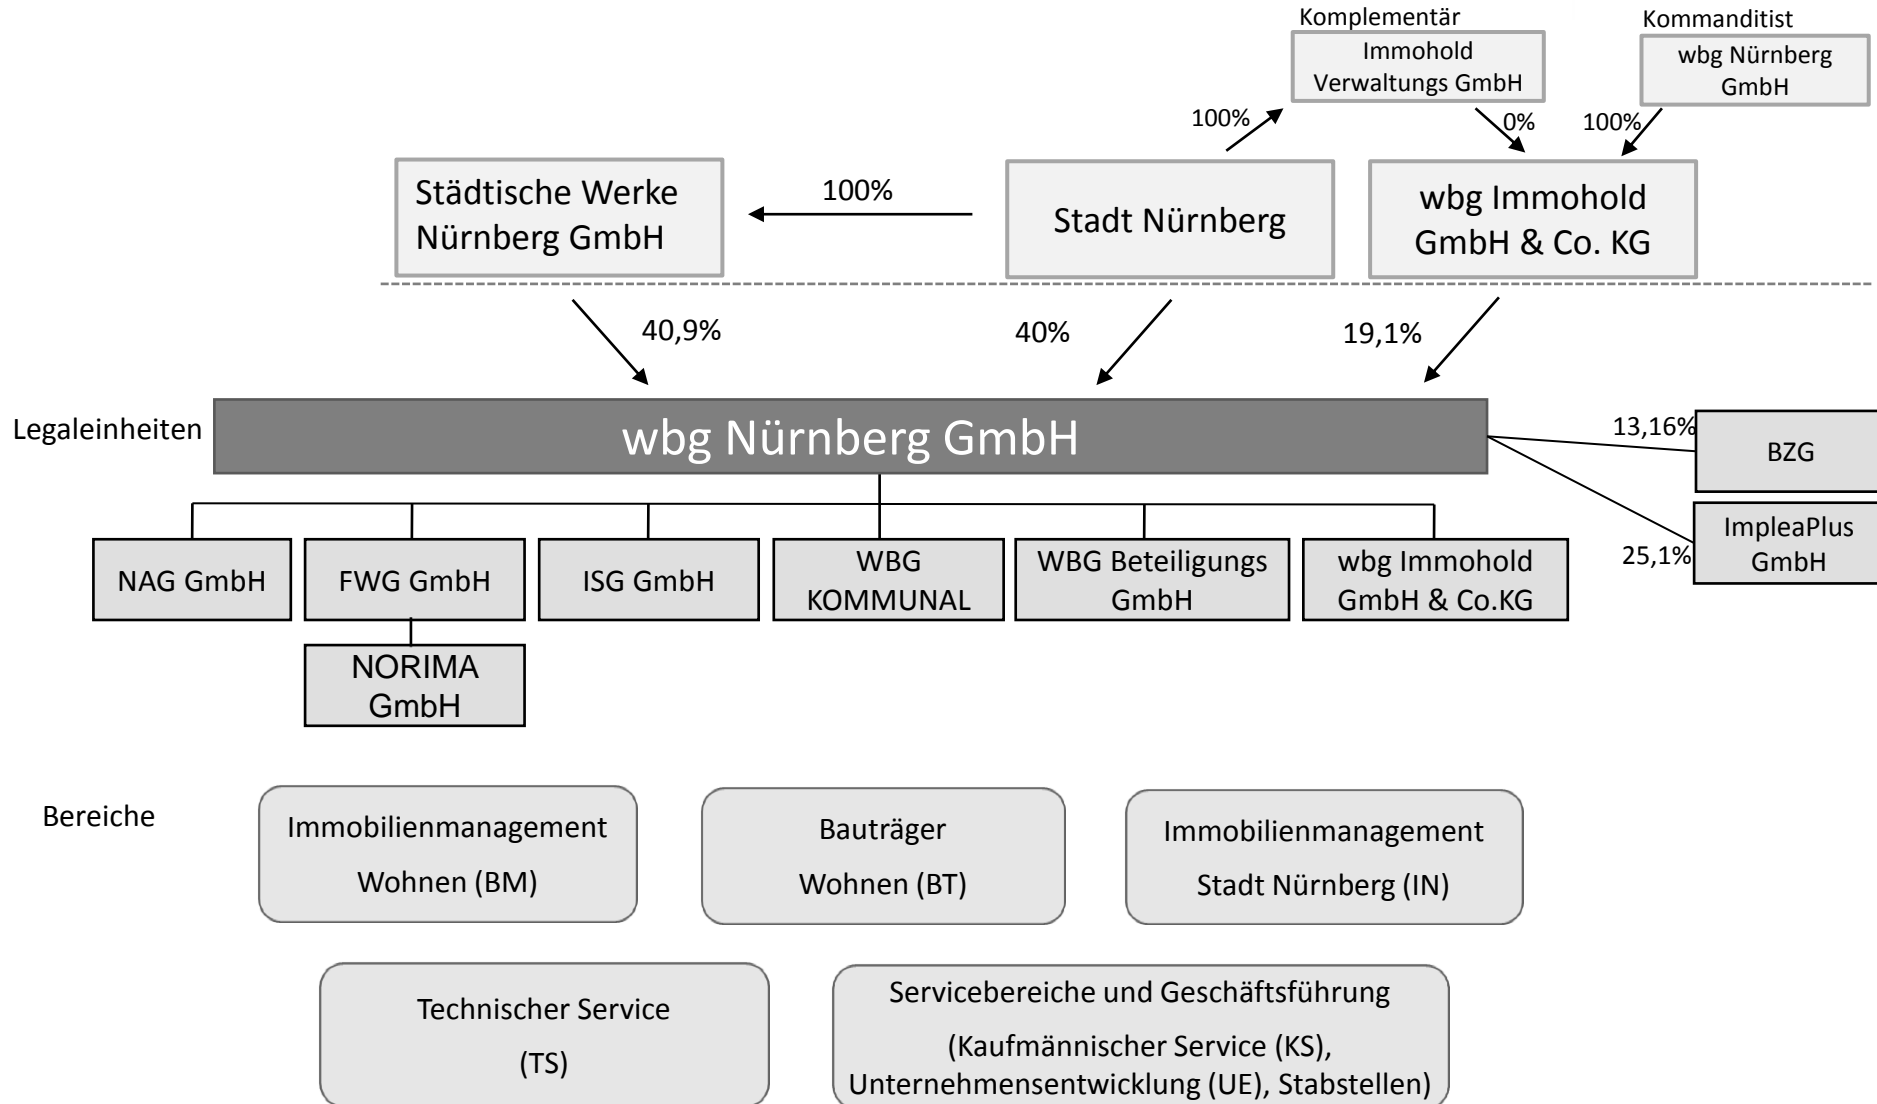 Komplementär
Kommanditist
Immohold
Verwaltungs GmbH
wbg Nürnberg
GmbH
100%
0%
100%
Städtische Werke
Nürnberg GmbH
100%
Stadt Nürnberg
wbg Immohold
GmbH & Co. KG
40,9%
40%
19,1%
Legaleinheiten
wbg Nürnberg GmbH
13,16%
BZG
25,1%
ImpleaPlus
GmbH
NAG GmbH
FWG GmbH
ISG GmbH
WBG
KOMMUNAL
WBG Beteiligungs
GmbH
wbg Immohold
GmbH & Co.KG
NORIMA
GmbH
Bereiche
Immobilienmanagement
Wohnen (BM)
Bauträger
Wohnen (BT)
Immobilienmanagement
Stadt Nürnberg (IN)
Technischer Service
(TS)
Servicebereiche und Geschäftsführung
(Kaufmännischer Service (KS),
Unternehmensentwicklung (UE), Stabstellen)